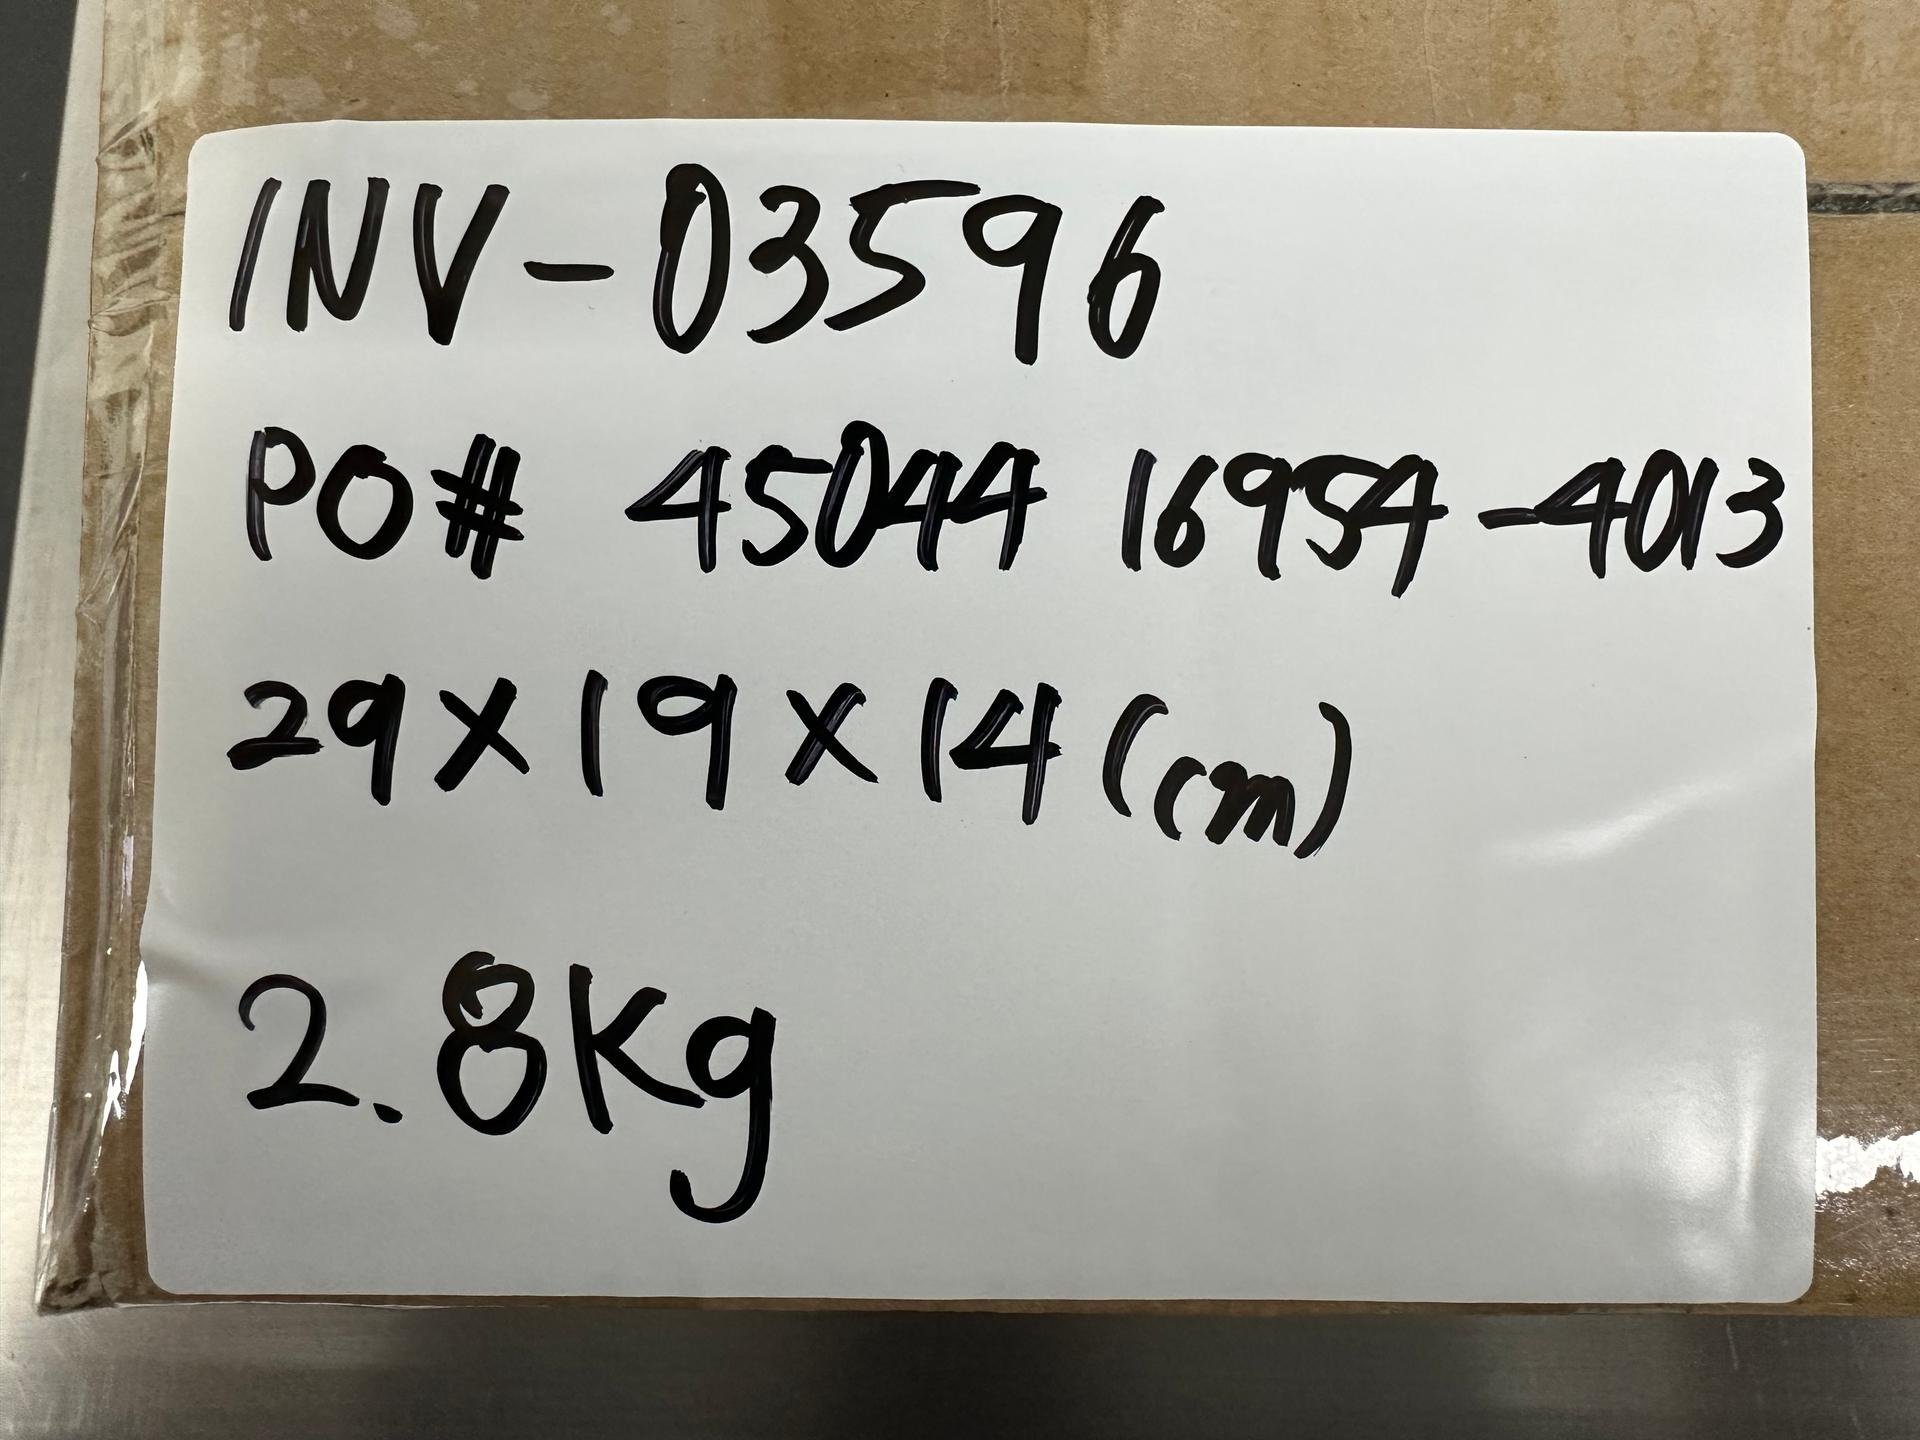 INV-03596
PO# 45044 16954-4013
29X19X14(cm)
2.8Kg